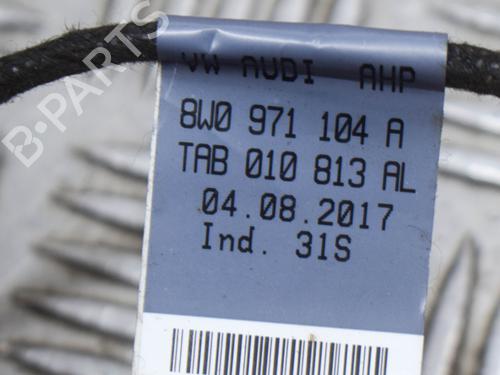 B-PARTS
VW AUDI AHP
8W0 971 104 A
TAB 010 813 AL
04.08.2017
Ind. 31S